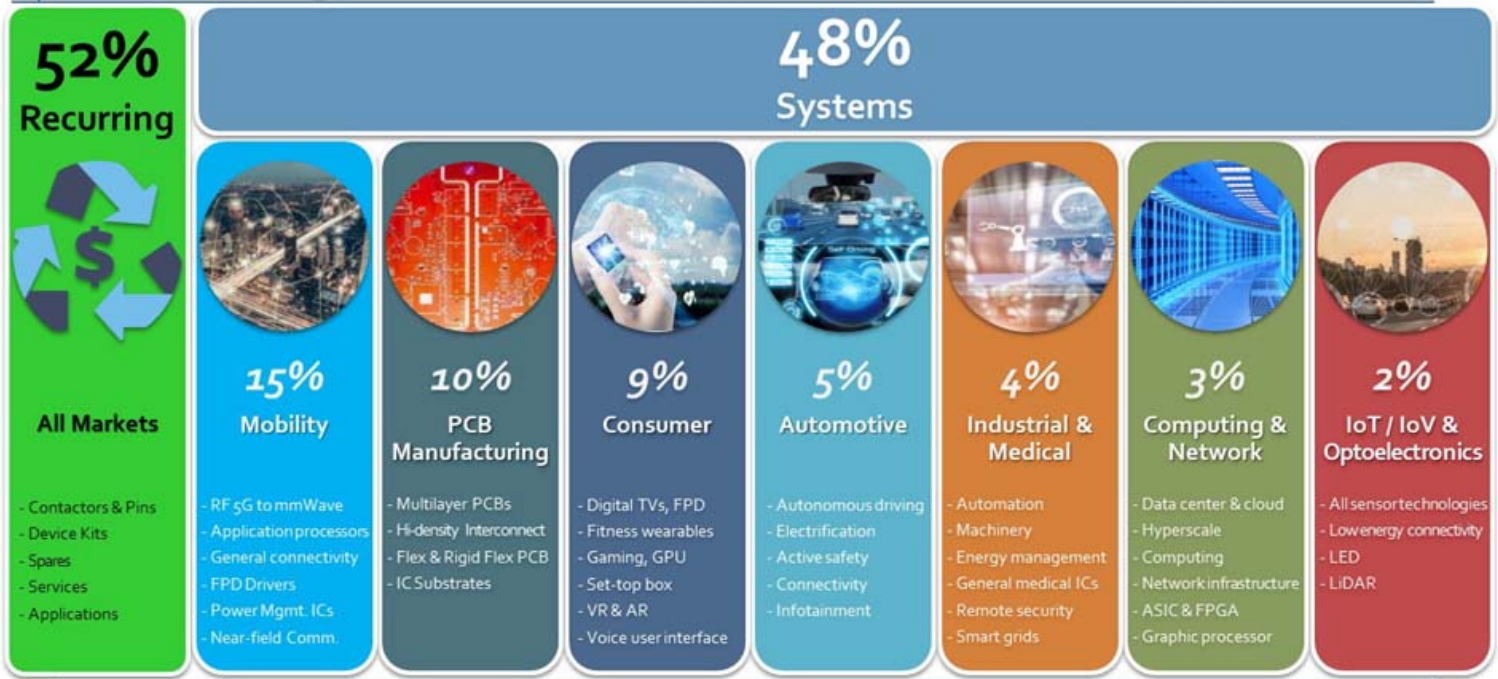 52%
Recurring
$
All Markets
- Contactors & Pins
- Device Kits
- Spares
- Services
- Applications
48%
Systems
15%
Mobility
- RF 5G to mmWave
- Application processors
- General connectivity
- FPD Drivers
- Power Mgmt. ICs
- Near-field Comm.
10%
PCB
Manufacturing
- Multilayer PCBs
- Hi-density Interconnect
- Flex & Rigid Flex PCB
- IC Substrates
9%
Consumer
- Digital TVs, FPD
- Fitness wearables
- Gaming, GPU
- Set-top box
- VR & AR
- Voice user interface
Self-Driving
5%
Automotive
- Autonomous driving
- Electrification
- Active safety
- Connectivity
- Infotainment
4%
Industrial &
Medical
- Automation
- Machinery
- Energy management
- General medical ICs
- Remote security
- Smart grids
3%
Computing &
Network
- Data center & cloud
- Hyperscale
- Computing
- Network infrastructure
- ASIC & FPGA
- Graphic processor
2%
IoT / IoV &
Optoelectronics
- All sensor technologies
- Low energy connectivity
- LED
- LiDAR